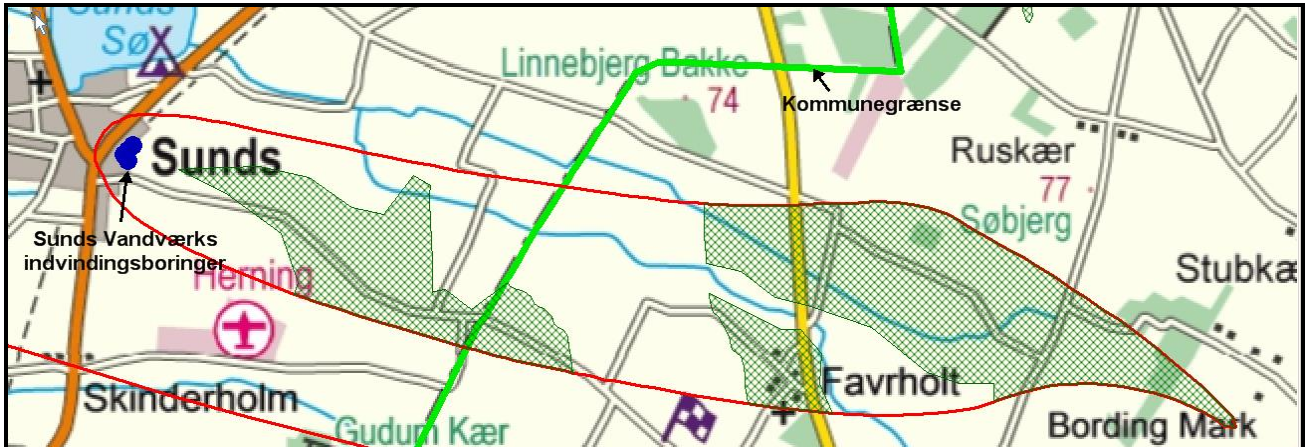 Sunds
Sø
Linnebjerg Bakke
74
Kommunegrænse
Sunds
Ruskær
77
Søbjerg
Sunds Vandværks
indvindingsboringer
Herning
Stubkæ
Skinderholm
Favrholt
Gudum Kær
Bording Mark